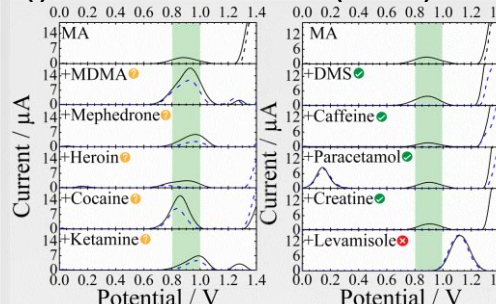 0.0 0.2 0.4 0.6 0.8 1.0 1.2 1.4
14
7
0
MA
14
7
0
+MDMA ?
14
7
0
+Mephedrone ?
14
7
0
+Heroin ?
14
7
0
+Cocaine ?
14
7
0
+Ketamine ?
0.0 0.2 0.4 0.6 0.8 1.0 1.2 1.4
Potential / V
Current / µA
0.0 0.2 0.4 0.6 0.8 1.0 1.2
12
6
0
MA
12
6
0
+DMS
12
6
0
+Caffeine
12
6
0
+Paracetamol
12
6
0
+Creatine
12
6
0
+Levamisole
0.0 0.2 0.4 0.6 0.8 1.0 1.2
Potential / V
Current / µA